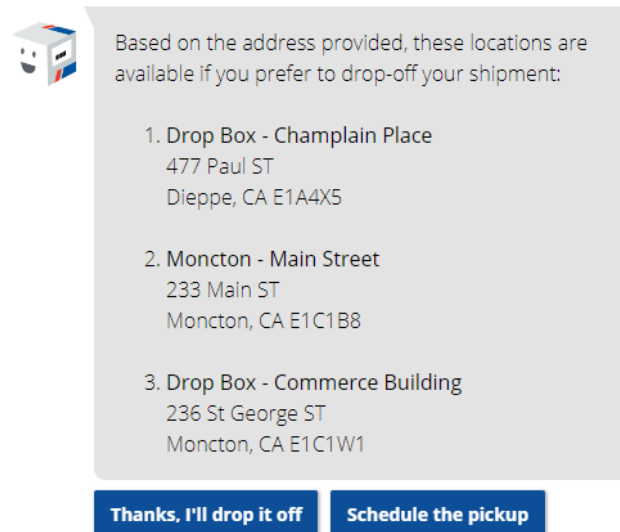 Based on the address provided, these locations are
available if you prefer to drop-off your shipment:
1. Drop Box - Champlain Place
477 Paul ST
Dieppe, CA E1A4X5
2. Moncton - Main Street
233 Main ST
Moncton, CA E1C1B8
3. Drop Box - Commerce Building
236 St George ST
Moncton, CA E1C1W1
Thanks, I'll drop it off
Schedule the pickup